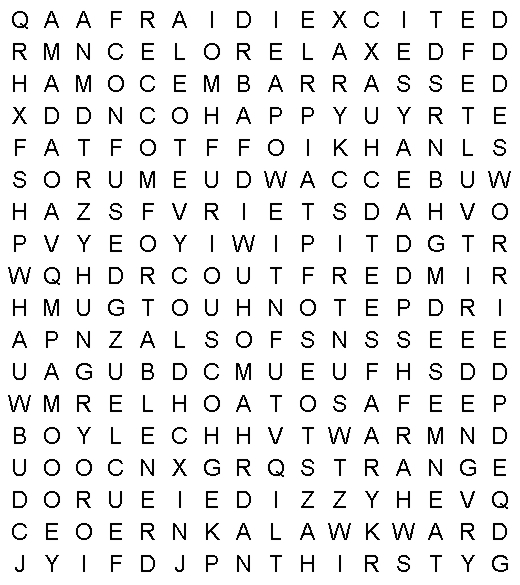 Q A A F R A I D I E X C I T E D
R M N C E L O R E L A X E D F D
H A M O C E M B A R R A S S E D
X D D N C O H A P P Y U Y R T E
F A T F O T F F O I K H A N L S
S O R U M E U D W A C C E B U W
H A Z S F V R I E T S D A H V O
P V Y E O Y I W I P I T D G T R
W Q H D R C O U T F R E D M I R
H M U G T O U H N O T E P D R I
A P N Z A L S O F S N S S E E E
U A G U B D C M U E U F H S D D
W M R E L H O A T O S A F E E P
B O Y L E C H H V T W A R M N D
U O O C N X G R Q S T R A N G E
D O R U E I E D I Z Z Y H E V Q
C E O E R N K A L A W K W A R D
J Y I F D J P N T H I R S T Y G